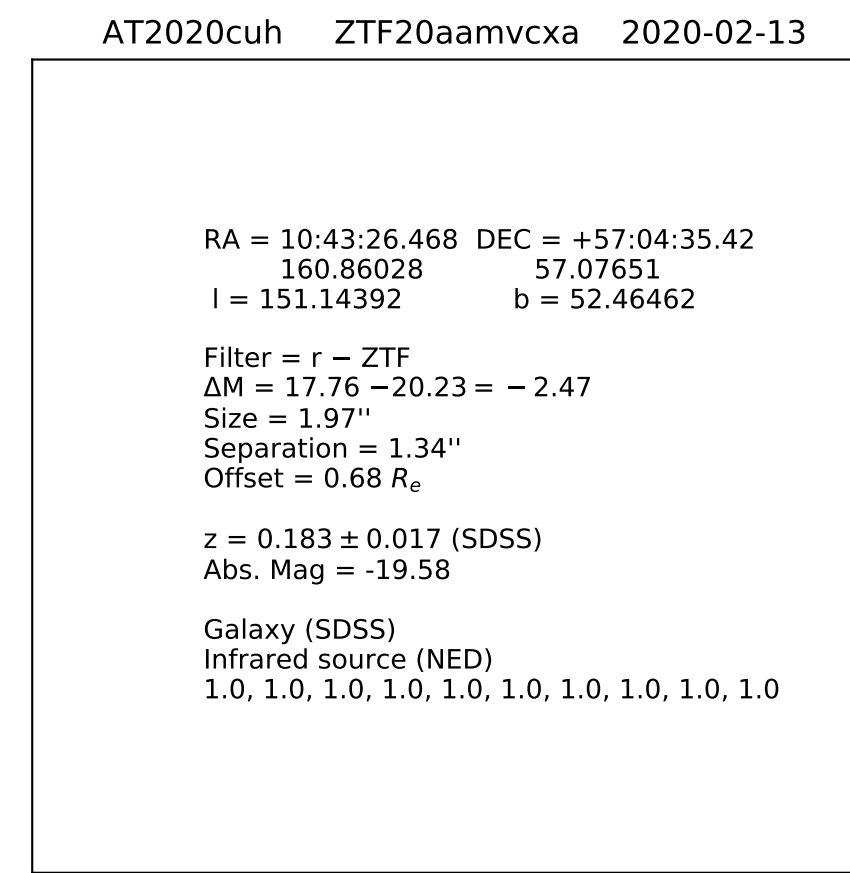 AT2020cuh ZTF20aamvcxa 2020-02-13
RA = 10:43:26.468 DEC = +57:04:35.42
160.86028 57.07651
l = 151.14392 b = 52.46462
Filter = r − ZTF
ΔM = 17.76 −20.23 = − 2.47
Size = 1.97''
Separation = 1.34''
Offset = 0.68 Re
z = 0.183 ± 0.017 (SDSS)
Abs. Mag = -19.58
Galaxy (SDSS)
Infrared source (NED)
1.0, 1.0, 1.0, 1.0, 1.0, 1.0, 1.0, 1.0, 1.0, 1.0